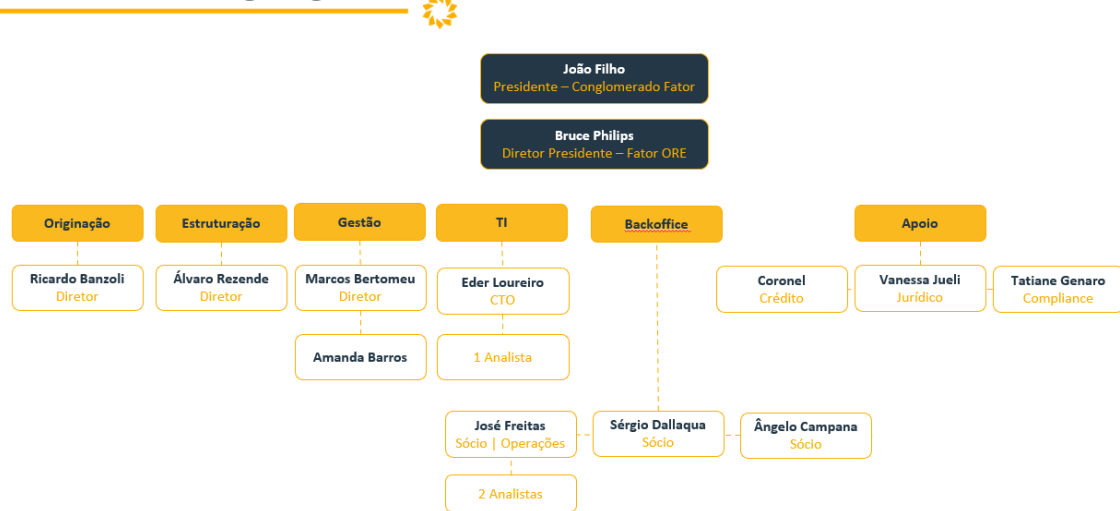 João Filho
Presidente – Conglomerado Fator
Bruce Philips
Diretor Presidente – Fator ORE
Originação
Estruturação
Gestão
TI
Backoffice
Apoio
Ricardo Banzoli
Diretor
Álvaro Rezende
Diretor
Marcos Bertomeu
Diretor
Eder Loureiro
CTO
Coronel
Crédito
Vanessa Jueli
Jurídico
Tatiane Genaro
Compliance
Amanda Barros
1 Analista
José Freitas
Sócio | Operações
Sérgio Dallaqua
Sócio
Ângelo Campana
Sócio
2 Analistas